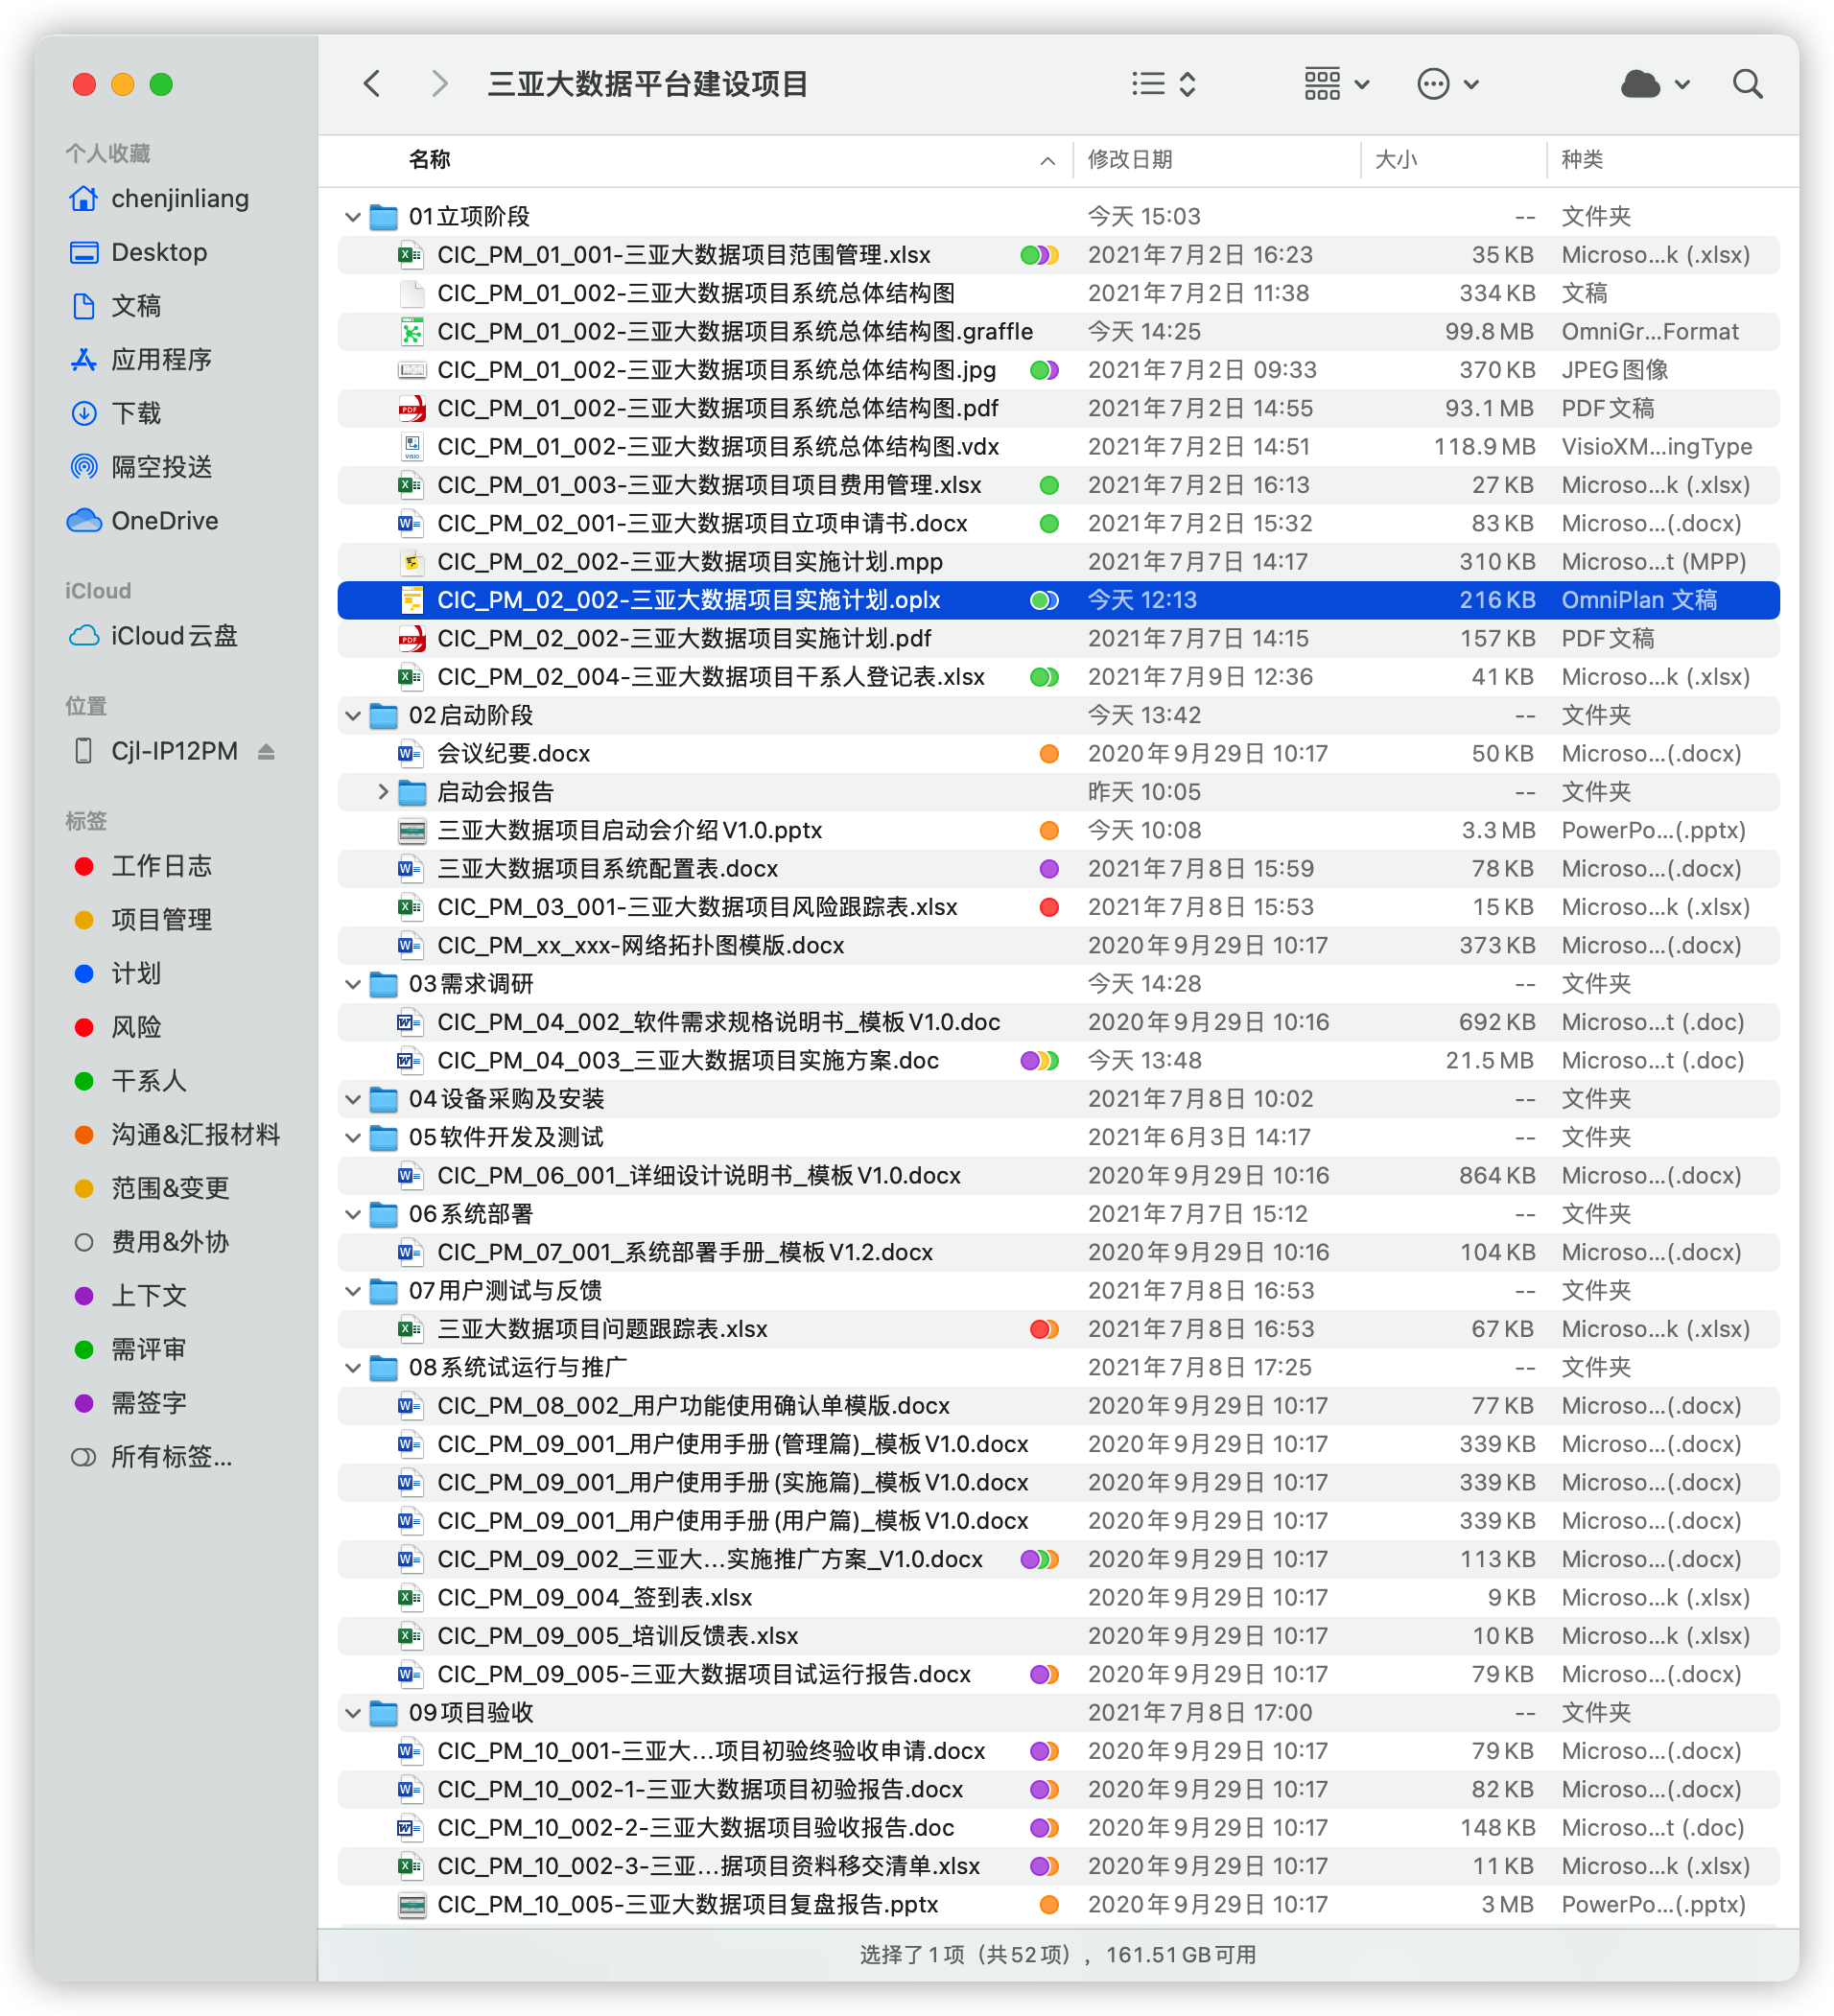 三亚大数据平台建设项目
个人收藏
chenjinliang
Desktop
文稿
应用程序
下载
隔空投送
OneDrive
iCloud
iCloud云盘
位置
Cjl-IP12PM
标签
工作日志
项目管理
计划
风险
干系人
沟通&汇报材料
范围&变更
费用&外协
上下文
需评审
需签字
所有标签...
名称 修改日期 大小 种类
01立项阶段 今天 15:03 -- 文件夹
CIC_PM_01_001-三亚大数据项目范围管理.xlsx 2021年7月2日 16:23 35 KB Microso...k (.xlsx)
CIC_PM_01_002-三亚大数据项目系统总体结构图 2021年7月2日 11:38 334 KB 文稿
CIC_PM_01_002-三亚大数据项目系统总体结构图.graffle 今天 14:25 99.8 MB OmniGr...Format
CIC_PM_01_002-三亚大数据项目系统总体结构图.jpg 2021年7月2日 09:33 370 KB JPEG图像
CIC_PM_01_002-三亚大数据项目系统总体结构图.pdf 2021年7月2日 14:55 93.1 MB PDF文稿
CIC_PM_01_002-三亚大数据项目系统总体结构图.vdx 2021年7月2日 14:51 118.9 MB VisioXM...ingType
CIC_PM_01_003-三亚大数据项目项目费用管理.xlsx 2021年7月2日 16:13 27 KB Microso...k (.xlsx)
CIC_PM_02_001-三亚大数据项目立项申请书.docx 2021年7月2日 15:32 83 KB Microso...(.docx)
CIC_PM_02_002-三亚大数据项目实施计划.mpp 2021年7月7日 14:17 310 KB Microso...t (MPP)
CIC_PM_02_002-三亚大数据项目实施计划.oplx 今天 12:13 216 KB OmniPlan 文稿
CIC_PM_02_002-三亚大数据项目实施计划.pdf 2021年7月7日 14:15 157 KB PDF文稿
CIC_PM_02_004-三亚大数据项目干系人登记表.xlsx 2021年7月9日 12:36 41 KB Microso...k (.xlsx)
02启动阶段 今天 13:42 -- 文件夹
会议纪要.docx 2020年9月29日 10:17 50 KB Microso...(.docx)
启动会报告 昨天 10:05 -- 文件夹
三亚大数据项目启动会介绍V1.0.pptx 今天 10:08 3.3 MB PowerPo...(.pptx)
三亚大数据项目系统配置表.docx 2021年7月8日 15:59 78 KB Microso...(.docx)
CIC_PM_03_001-三亚大数据项目风险跟踪表.xlsx 2021年7月8日 15:53 15 KB Microso...k (.xlsx)
CIC_PM_xx_xxx-网络拓扑图模版.docx 2020年9月29日 10:17 373 KB Microso...(.docx)
03需求调研 今天 14:28 -- 文件夹
CIC_PM_04_002_软件需求规格说明书_模板V1.0.doc 2020年9月29日 10:16 692 KB Microso...t (.doc)
CIC_PM_04_003_三亚大数据项目实施方案.doc 今天 13:48 21.5 MB Microso...t (.doc)
04设备采购及安装 2021年7月8日 10:02 -- 文件夹
05软件开发及测试 2021年6月3日 14:17 -- 文件夹
CIC_PM_06_001_详细设计说明书_模板V1.0.docx 2020年9月29日 10:16 864 KB Microso...(.docx)
06系统部署 2021年7月7日 15:12 -- 文件夹
CIC_PM_07_001_系统部署手册_模板V1.2.docx 2020年9月29日 10:16 104 KB Microso...(.docx)
07用户测试与反馈 2021年7月8日 16:53 -- 文件夹
三亚大数据项目问题跟踪表.xlsx 2021年7月8日 16:53 67 KB Microso...k (.xlsx)
08系统试运行与推广 2021年7月8日 17:25 -- 文件夹
CIC_PM_08_002_用户功能使用确认单模版.docx 2020年9月29日 10:17 77 KB Microso...(.docx)
CIC_PM_09_001_用户使用手册(管理篇)_模板V1.0.docx 2020年9月29日 10:17 339 KB Microso...(.docx)
CIC_PM_09_001_用户使用手册(实施篇)_模板V1.0.docx 2020年9月29日 10:17 339 KB Microso...(.docx)
CIC_PM_09_001_用户使用手册(用户篇)_模板V1.0.docx 2020年9月29日 10:17 339 KB Microso...(.docx)
CIC_PM_09_002_三亚大...实施推广方案_V1.0.docx 2020年9月29日 10:17 113 KB Microso...(.docx)
CIC_PM_09_004_签到表.xlsx 2020年9月29日 10:17 9 KB Microso...k (.xlsx)
CIC_PM_09_005_培训反馈表.xlsx 2020年9月29日 10:17 10 KB Microso...k (.xlsx)
CIC_PM_09_005-三亚大数据项目试运行报告.docx 2020年9月29日 10:17 79 KB Microso...(.docx)
09项目验收 2021年7月8日 17:00 -- 文件夹
CIC_PM_10_001-三亚大...项目初验终验收申请.docx 2020年9月29日 10:17 79 KB Microso...(.docx)
CIC_PM_10_002-1-三亚大数据项目初验报告.docx 2020年9月29日 10:17 82 KB Microso...(.docx)
CIC_PM_10_002-2-三亚大数据项目验收报告.doc 2020年9月29日 10:17 148 KB Microso...t (.doc)
CIC_PM_10_002-3-三亚...据项目资料移交清单.xlsx 2020年9月29日 10:17 11 KB Microso...k (.xlsx)
CIC_PM_10_005-三亚大数据项目复盘报告.pptx 2020年9月29日 10:17 3 MB PowerPo...(.pptx)
选择了1项（共52项），161.51 GB可用